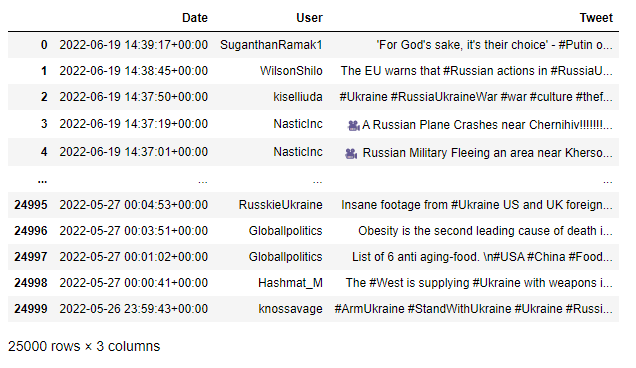 Date User Tweet
0 2022-06-19 14:39:17+00:00 SuganthanRamak1 'For God's sake, it's their choice' - #Putin o...
1 2022-06-19 14:38:45+00:00 WilsonShilo The EU warns that #Russian actions in #RussiaU...
2 2022-06-19 14:37:50+00:00 kiselliuda #Ukraine #RussiaUkraineWar #war #culture #thef...
3 2022-06-19 14:37:19+00:00 NasticInc 🎥A Russian Plane Crashes near Chernihiv!!!!!!!...
4 2022-06-19 14:37:01+00:00 NasticInc 🎥 Russian Military Fleeing an area near Kherso...
... ... ... ...
24995 2022-05-27 00:04:53+00:00 RusskieUkraine Insane footage from #Ukraine US and UK foreign...
24996 2022-05-27 00:03:51+00:00 Globallpolitics Obesity is the second leading cause of death i...
24997 2022-05-27 00:01:02+00:00 Globallpolitics List of 6 anti aging-food. \n#USA #China #Food...
24998 2022-05-27 00:00:41+00:00 Hashmat_M The #West is supplying #Ukraine with weapons i...
24999 2022-05-26 23:59:43+00:00 knossavage #ArmUkraine #StandWithUkraine #Ukraine #Russi...
25000 rows × 3 columns